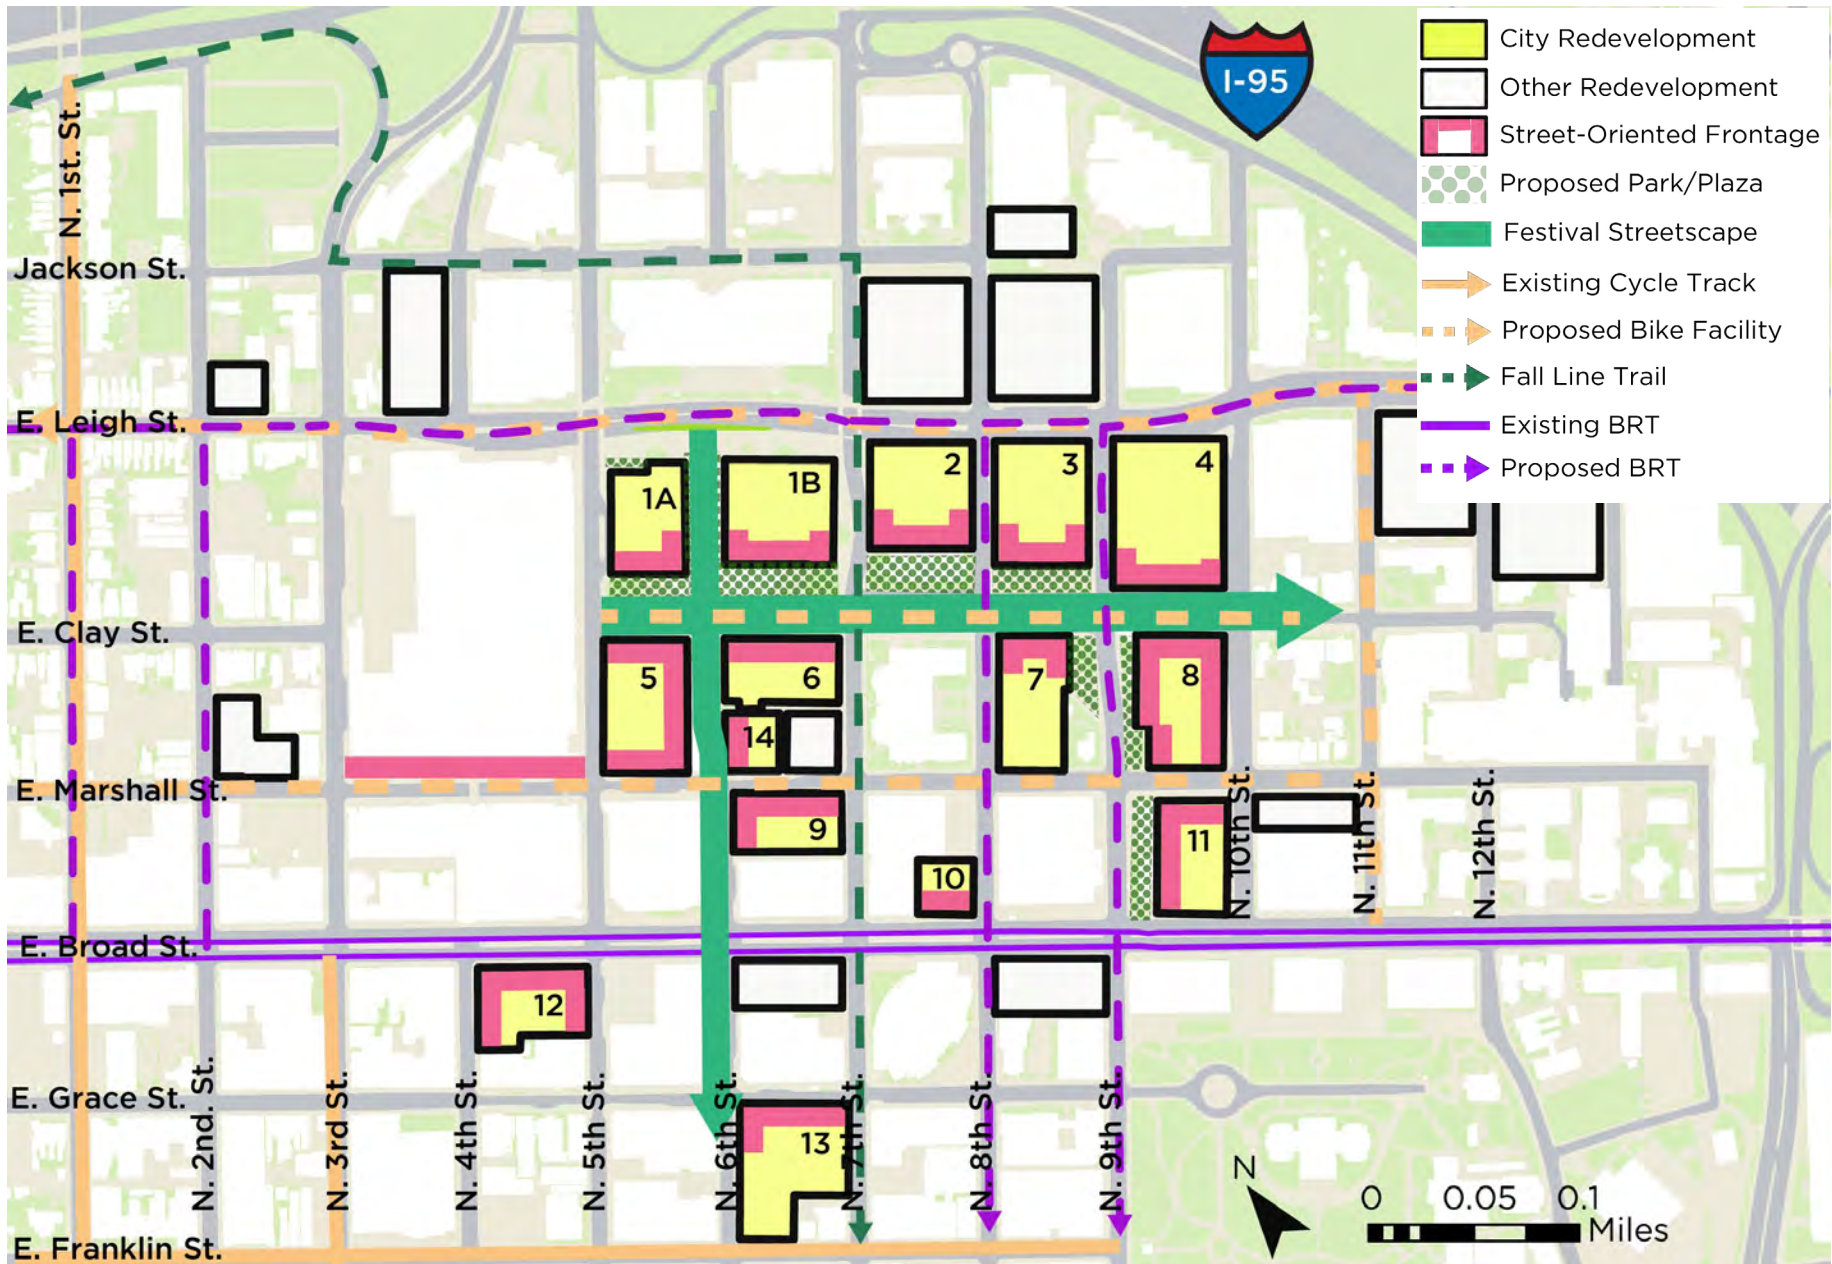 I-95
City Redevelopment
Other Redevelopment
Street-Oriented Frontage
Proposed Park/Plaza
Festival Streetscape
Existing Cycle Track
Proposed Bike Facility
Fall Line Trail
Existing BRT
Proposed BRT
N. 1st. St.
Jackson St.
E. Leigh St.
E. Clay St.
E. Marshall St.
E. Broad St.
E. Grace St.
E. Franklin St.
1A
1B
2
3
4
5
6
7
8
14
9
10
11
12
13
N. 2nd. St.
N. 3rd St.
N. 4th St.
N. 5th St.
N. 6th St.
N. 7th St.
N. 8th St.
N. 9th St.
N. 10th St.
N. 11th St.
N. 12th St.
N
0 0.05 0.1
Miles